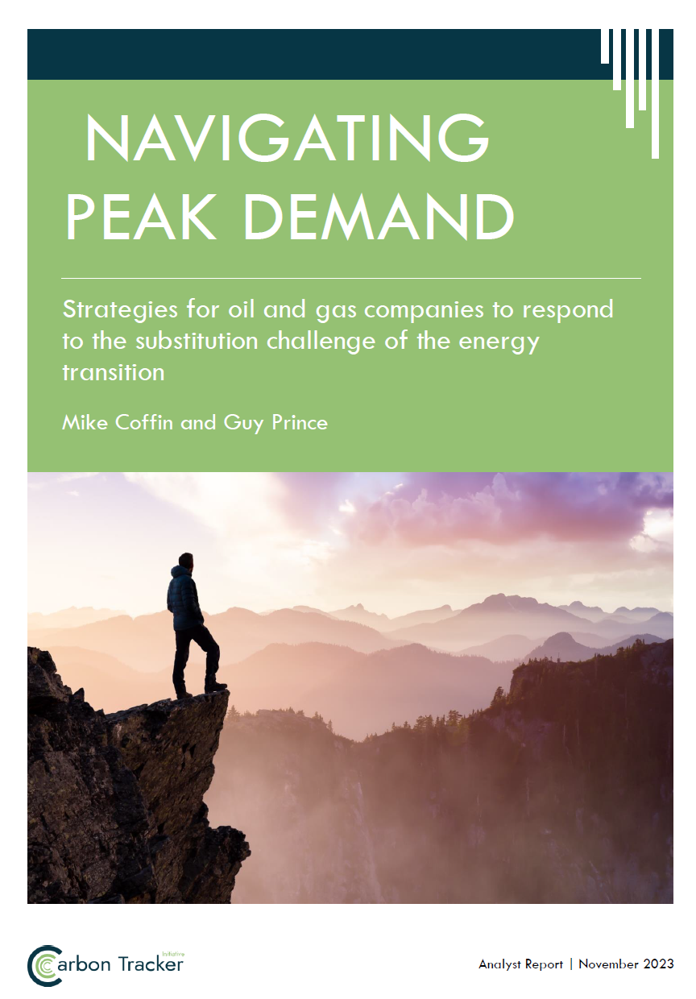 NAVIGATING
PEAK DEMAND
Strategies for oil and gas companies to respond
to the substitution challenge of the energy
transition
Mike Coffin and Guy Prince
Carbon Tracker
Initiative
Analyst Report | November 2023